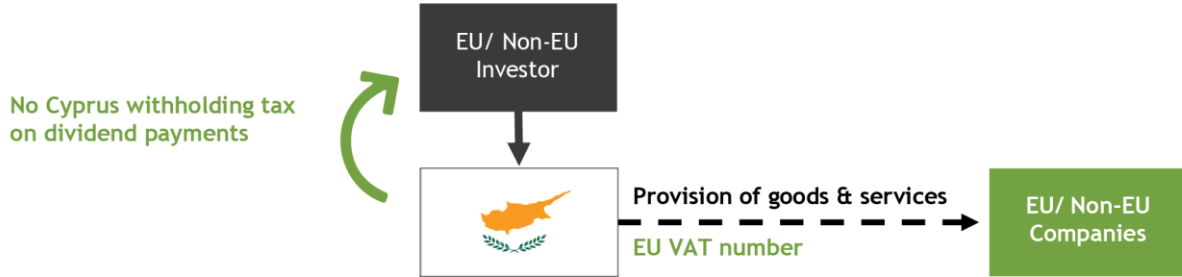 EU/ Non-EU
Investor
No Cyprus withholding tax
on dividend payments
Provision of goods & services
EU VAT number
EU/ Non-EU
Companies